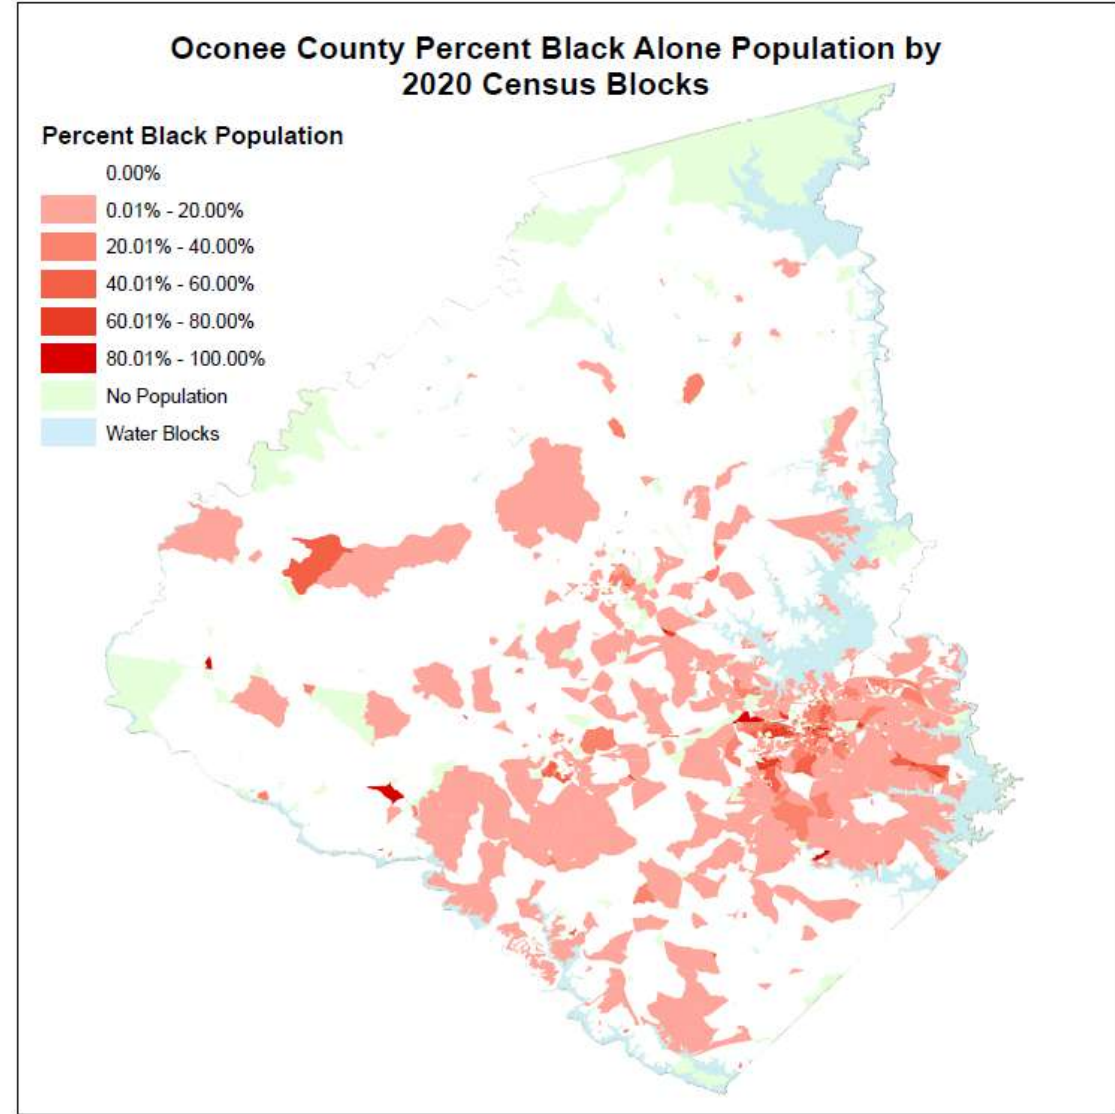 Oconee County Percent Black Alone Population by
2020 Census Blocks
Percent Black Population
0.00%
0.01% - 20.00%
20.01% - 40.00%
40.01% - 60.00%
60.01% - 80.00%
80.01% - 100.00%
No Population
Water Blocks